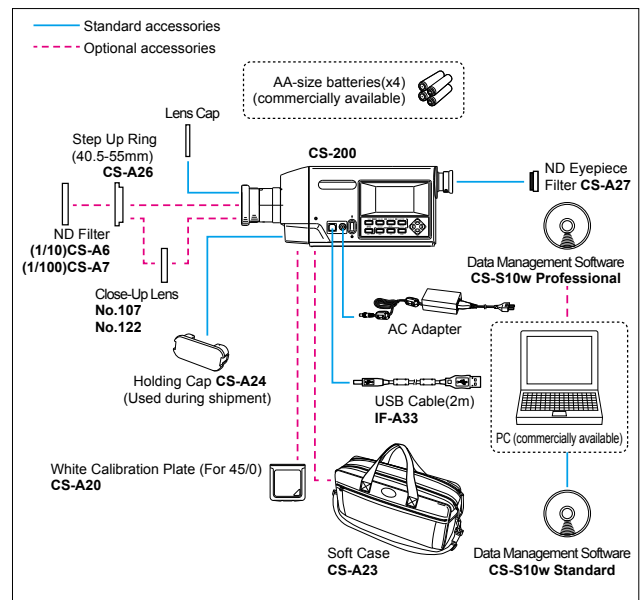 Standard accessories
Optional accessories
AA-size batteries(x4)
(commercially available)
Lens Cap
Step Up Ring
(40.5-55mm)
CS-A26
CS-200
ND Eyepiece
Filter CS-A27
ND Filter
(1/10)CS-A6
(1/100)CS-A7
Close-Up Lens
No.107
No.122
Data Management Software
CS-S10w Professional
AC Adapter
Holding Cap CS-A24
(Used during shipment)
USB Cable(2m)
IF-A33
PC (commercially available)
White Calibration Plate (For 45/0)
CS-A20
Soft Case
CS-A23
Data Management Software
CS-S10w Standard